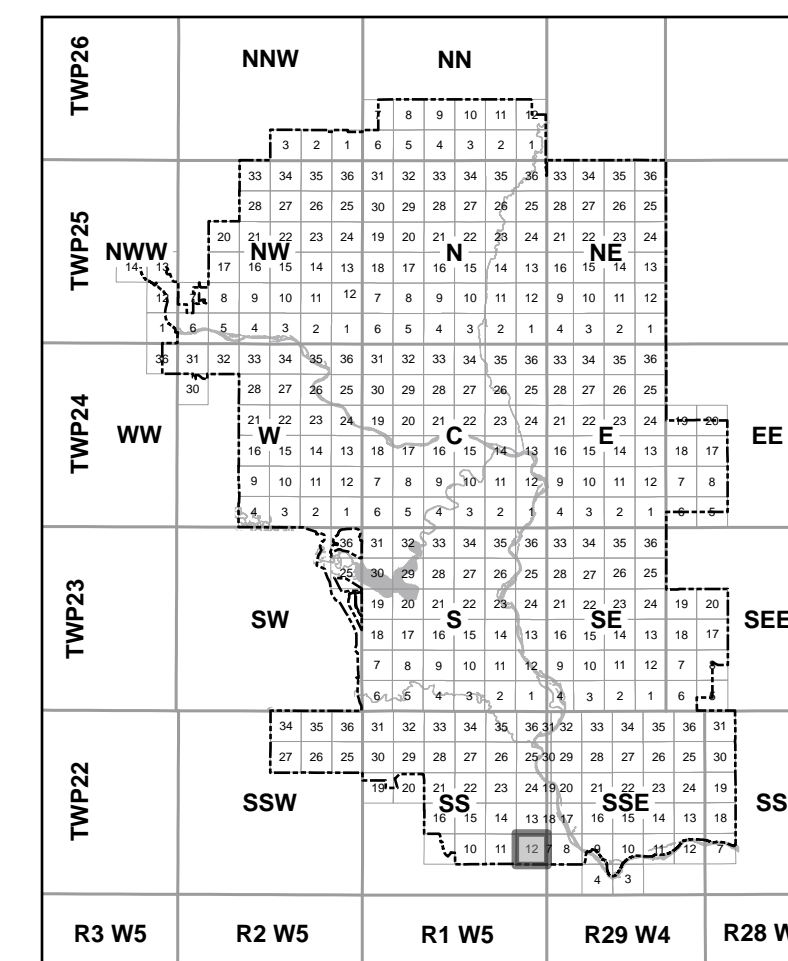 TWP26 NNW NN
7 8 9 10 11 12
3 2 1 6 5 4 3 2 1
33 34 35 36 31 32 33 34 35 36 33 34 35 36
28 27 26 25 30 29 28 27 26 25 28 27 26 25
20 21 22 23 24 19 20 21 22 23 24 21 22 23 24
TWP25 NWW NW N NE
14 13 17 16 15 14 13 18 17 16 15 14 13 16 15 14 13
12 7 8 9 10 11 12 7 8 9 10 11 12 9 10 11 12
1 6 5 4 3 2 1 6 5 4 3 2 1 4 3 2 1
36 31 32 33 34 35 36 31 32 33 34 35 36 33 34 35 36
30 28 27 26 25 30 29 28 27 26 25 28 27 26 25
21 22 23 24 19 20 21 22 23 24 21 22 23 24 19 20
TWP24 WW W C E EE
16 15 14 13 18 17 16 15 14 13 16 15 14 13 18 17
9 10 11 12 7 8 9 10 11 12 9 10 11 12 7 8
4 3 2 1 6 5 4 3 2 1 4 3 2 1 6 5
36 31 32 33 34 35 36 33 34 35 36
25 30 29 28 27 26 25 28 27 26 25
19 20 21 22 23 24 21 22 23 24 19 20
TWP23 SW S SE SEE
18 17 16 15 14 13 16 15 14 13 18 17
7 8 9 10 11 12 9 10 11 12 7 8
6 5 4 3 2 1 4 3 2 1 6 5
34 35 36 31 32 33 34 35 36 31 32 33 34 35 36 31
27 26 25 30 29 28 27 26 25 30 29 28 27 26 25 30
19 20 21 22 23 24 19 20 21 22 23 24 19
TWP22 SSW SS SSE SS
16 15 14 13 18 17 16 15 14 13 18
10 11 12 7 8 9 10 11 12 7
4 3
R3 W5 R2 W5 R1 W5 R29 W4 R28 W